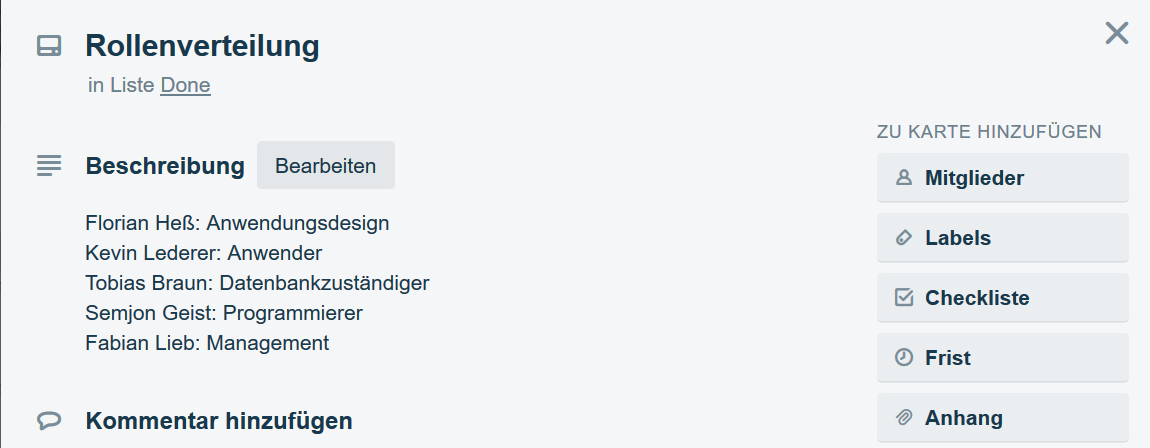 Rollenverteilung
in Liste Done
Beschreibung
Bearbeiten
Florian Heß: Anwendungsdesign
Kevin Lederer: Anwender
Tobias Braun: Datenbankzuständiger
Semjon Geist: Programmierer
Fabian Lieb: Management
Kommentar hinzufügen
ZU KARTE HINZUFÜGEN
Mitglieder
Labels
Checkliste
Frist
Anhang